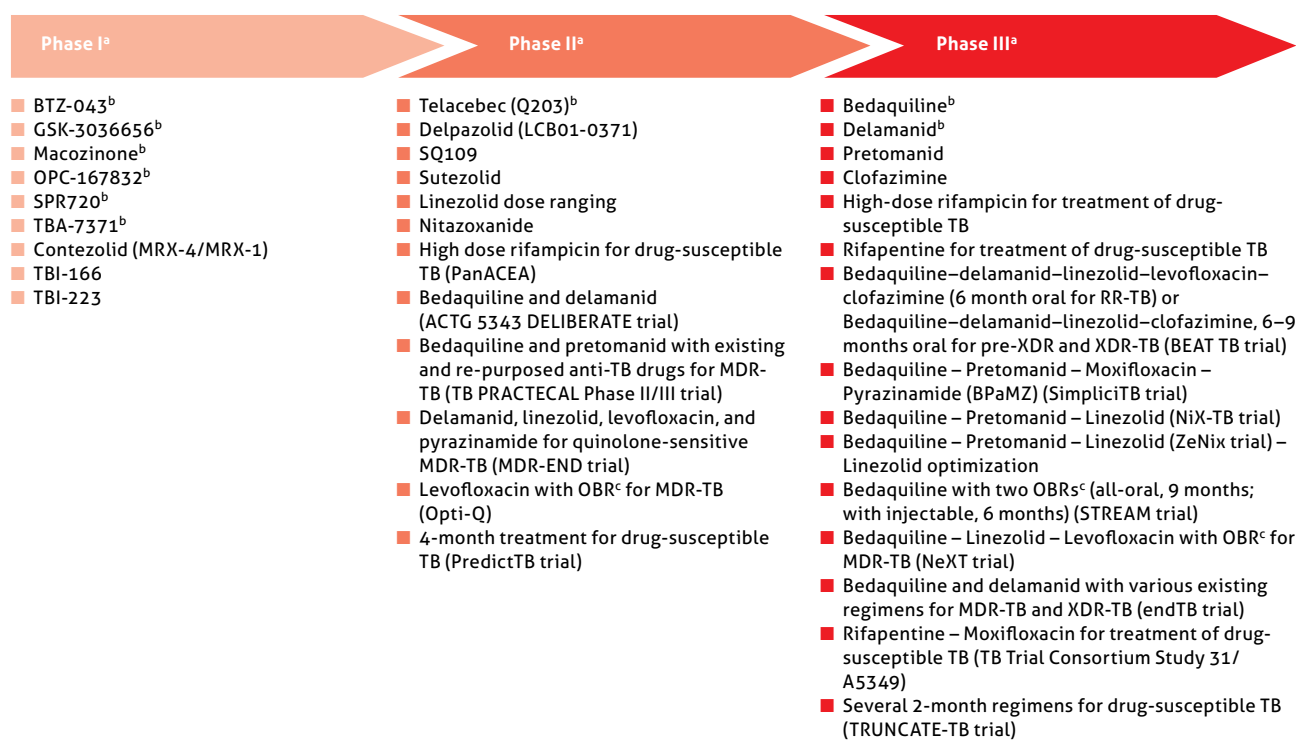 Phase Iᵃ
BTZ-043ᵇ
GSK-3036656ᵇ
Macozinoneᵇ
OPC-167832ᵇ
SPR720ᵇ
TBA-7371ᵇ
Contezolid (MRX-4/MRX-1)
TBI-166
TBI-223
Phase IIᵃ
Telacebec (Q203)ᵇ
Delpazolid (LCB01-0371)
SQ109
Sutezolid
Linezolid dose ranging
Nitazoxanide
High dose rifampicin for drug-susceptible
TB (PanACEA)
Bedaquiline and delamanid
(ACTG 5343 DELIBERATE trial)
Bedaquiline and pretomanid with existing
and re-purposed anti-TB drugs for MDR-
TB (TB PRACTECAL Phase II/III trial)
Delamanid, linezolid, levofloxacin, and
pyrazinamide for quinolone-sensitive
MDR-TB (MDR-END trial)
Levofloxacin with OBRᶜ for MDR-TB
(Opti-Q)
4-month treatment for drug-susceptible
TB (PredictTB trial)
Phase IIIᵃ
Bedaquilineᵇ
Delamanidᵇ
Pretomanid
Clofazimine
High-dose rifampicin for treatment of drug-
susceptible TB
Rifapentine for treatment of drug-susceptible TB
Bedaquiline–delamanid–linezolid–levofloxacin–
clofazimine (6 month oral for RR-TB) or
Bedaquiline–delamanid–linezolid–clofazimine, 6–9
months oral for pre-XDR and XDR-TB (BEAT TB trial)
Bedaquiline – Pretomanid – Moxifloxacin –
Pyrazinamide (BPaMZ) (SimpliciTB trial)
Bedaquiline – Pretomanid – Linezolid (NiX-TB trial)
Bedaquiline – Pretomanid – Linezolid (ZeNix trial) –
Linezolid optimization
Bedaquiline with two OBRsᶜ (all-oral, 9 months;
with injectable, 6 months) (STREAM trial)
Bedaquiline – Linezolid – Levofloxacin with OBRᶜ for
MDR-TB (NeXT trial)
Bedaquiline and delamanid with various existing
regimens for MDR-TB and XDR-TB (endTB trial)
Rifapentine – Moxifloxacin for treatment of drug-
susceptible TB (TB Trial Consortium Study 31/
A5349)
Several 2-month regimens for drug-susceptible TB
(TRUNCATE-TB trial)